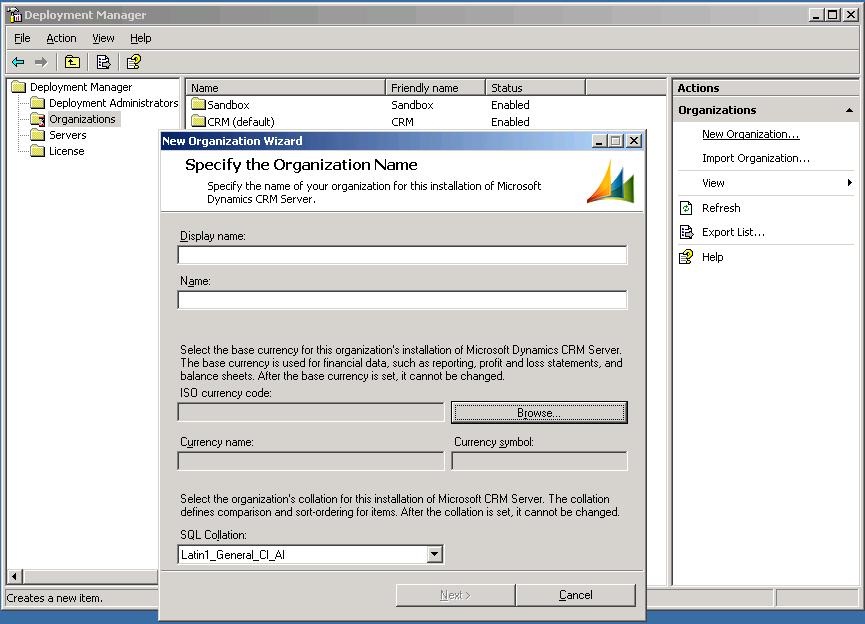 Deployment Manager
File Action View Help
Deployment Manager
Deployment Administrators
Organizations
Servers
License
Name Friendly name Status
Sandbox Sandbox Enabled
CRM (default) CRM Enabled
Actions
Organizations
New Organization...
Import Organization...
View
Refresh
Export List...
Help
New Organization Wizard
Specify the Organization Name
Specify the name of your organization for this installation of Microsoft
Dynamics CRM Server.
Display name:
Name:
Select the base currency for this organization's installation of Microsoft Dynamics CRM Server.
The base currency is used for financial data, such as reporting, profit and loss statements, and
balance sheets. After the base currency is set, it cannot be changed.
ISO currency code:
Browse...
Currency name: Currency symbol:
Select the organization's collation for this installation of Microsoft CRM Server. The collation
defines comparison and sort-ordering for items. After the collation is set, it cannot be changed.
SQL Collation:
Latin1_General_CI_AI
Next > Cancel
Creates a new item.